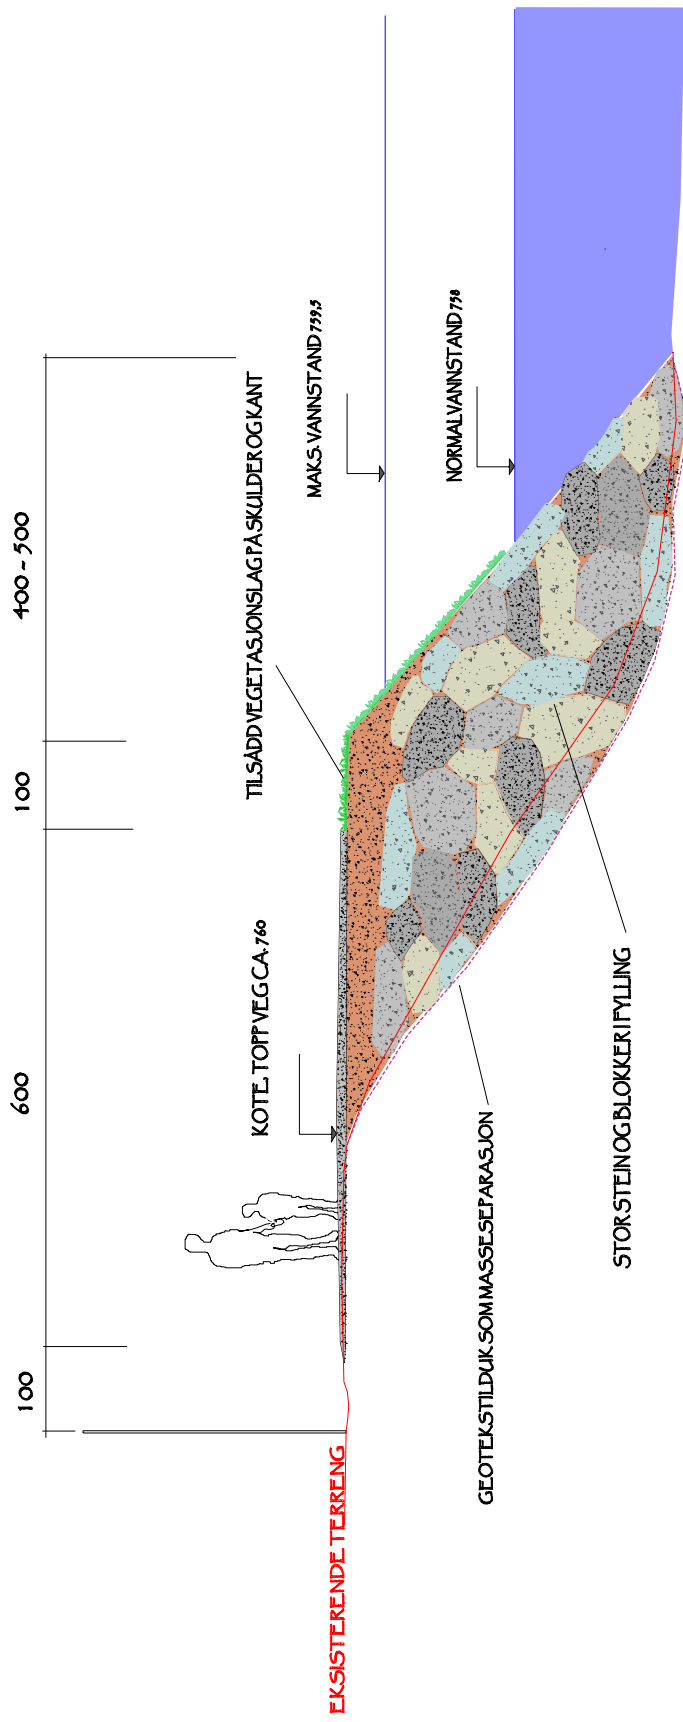 100
600
100
400 - 500
TILSÅDD VEGETASJONSLAG PÅ SKULDER OG KANT
MAKS. VANNSTAND 759,5
KOTE. TOPP VEG CA. 760
NORMALVANNSTAND 758
EKSISTERENDE TERRENG
GEOTEKSTILDUK SOM MASSESEPARASJON
STOR STEIN OG BLOKKER I FYLLING